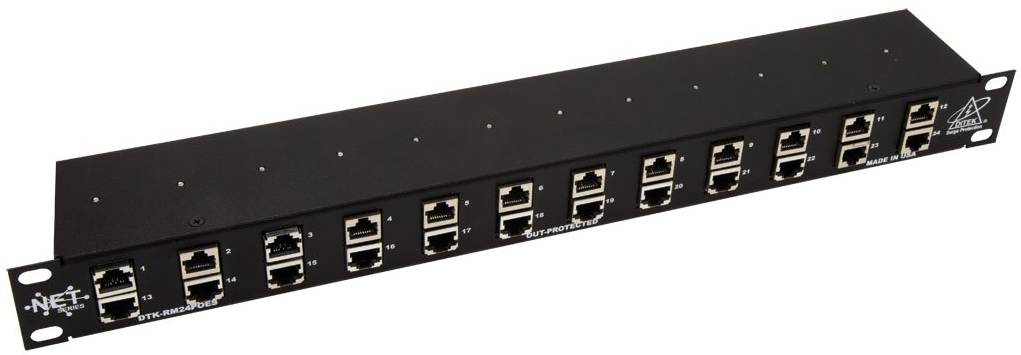 1 2 3 4 5 6 7 8 9 10 11 12
13 14 15 16 17 18 19 20 21 22 23 24
NET
SERIES
DTK-RM24POES
OUT-PROTECTED
MADE IN USA
DITEK®
Surge Protection